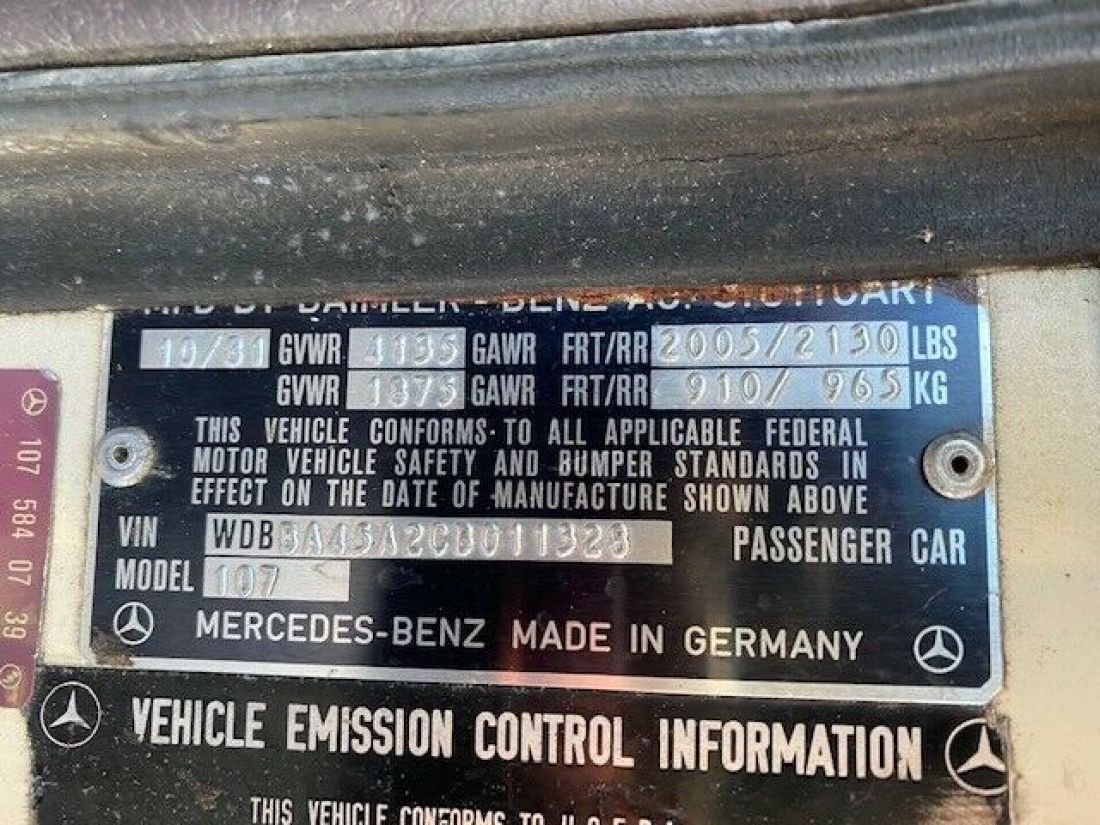 MFD BY DAIMLER-BENZ AG. STUTTGART
10/81 GVWR 4135 GAWR FRT/RR 2005/2130 LBS
GVWR 1875 GAWR FRT/RR 910/ 965 KG
THIS VEHICLE CONFORMS TO ALL APPLICABLE FEDERAL
MOTOR VEHICLE SAFETY AND BUMPER STANDARDS IN
EFFECT ON THE DATE OF MANUFACTURE SHOWN ABOVE
VIN WDBBA45A2CB011328 PASSENGER CAR
MODEL 107
MERCEDES-BENZ MADE IN GERMANY
107 584 07 39
VEHICLE EMISSION CONTROL INFORMATION
THIS VEHICLE CONFORMS TO U.S.E.P.A.